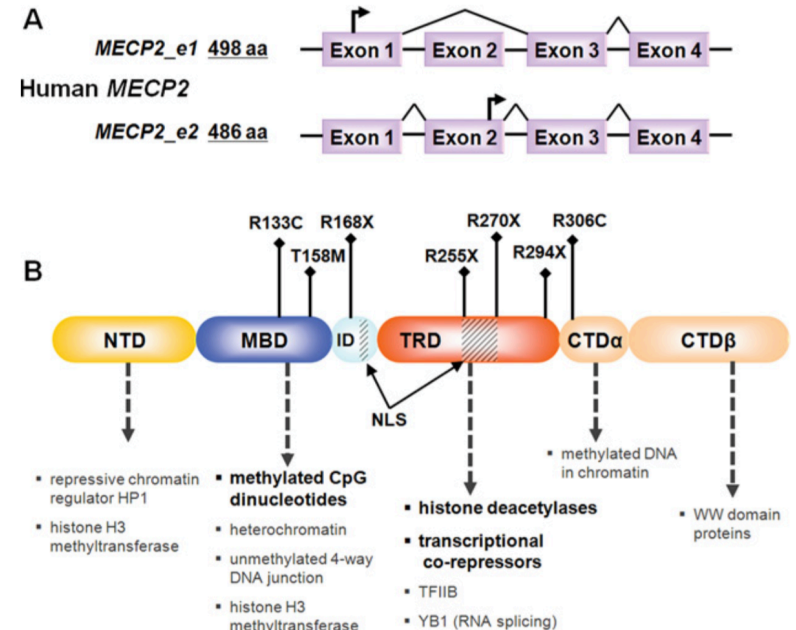 A
MECP2_e1 498 aa
Exon 1 Exon 2 Exon 3 Exon 4
Human MECP2
MECP2_e2 486 aa
Exon 1 Exon 2 Exon 3 Exon 4
B
R133C R168X R270X R306C
T158M R255X R294X
NTD MBD ID TRD CTDα CTDβ
NLS
▪ repressive chromatin
regulator HP1
▪ histone H3
methyltransferase
▪ methylated CpG
dinucleotides
▪ heterochromatin
▪ unmethylated 4-way
DNA junction
▪ histone H3
methyltransferase
▪ histone deacetylases
▪ transcriptional
co-repressors
▪ TFIIB
▪ YB1 (RNA splicing)
▪ methylated DNA
in chromatin
▪ WW domain
proteins